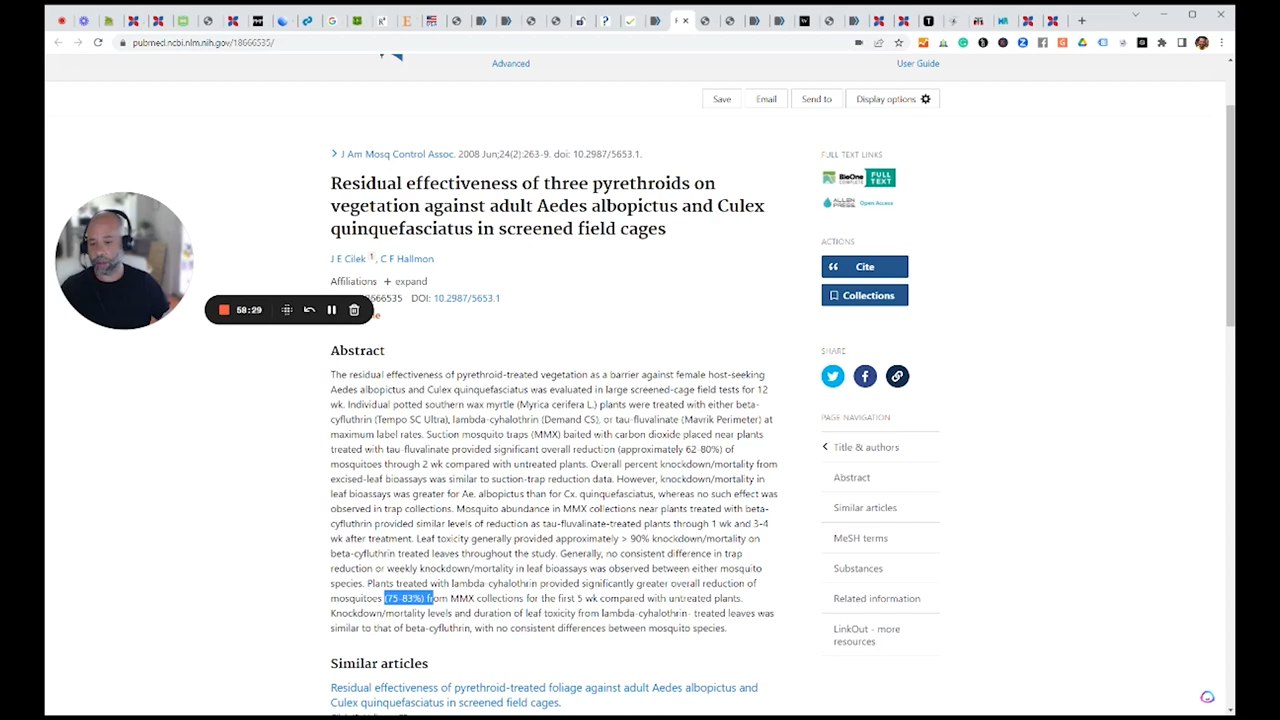 pubmed.ncbi.nlm.nih.gov/18666535/
Advanced
User Guide
Save
Email
Send to
Display options
J Am Mosq Control Assoc. 2008 Jun;24(2):263-9. doi: 10.2987/5653.1.
Residual effectiveness of three pyrethroids on
vegetation against adult Aedes albopictus and Culex
quinquefasciatus in screened field cages
J E Cilek 1, C F Hallmon
Affiliations + expand
666535 DOI: 10.2987/5653.1
58:29
Abstract
The residual effectiveness of pyrethroid-treated vegetation as a barrier against female host-seeking
Aedes albopictus and Culex quinquefasciatus was evaluated in large screened-cage field tests for 12
wk. Individual potted southern wax myrtle (Myrica cerifera L.) plants were treated with either beta-
cyfluthrin (Tempo SC Ultra), lambda-cyhalothrin (Demand CS), or tau-fluvalinate (Mavrik Perimeter) at
maximum label rates. Suction mosquito traps (MMX) baited with carbon dioxide placed near plants
treated with tau-fluvalinate provided significant overall reduction (approximately 62-80%) of
mosquitoes through 2 wk compared with untreated plants. Overall percent knockdown/mortality from
excised-leaf bioassays was similar to suction-trap reduction data. However, knockdown/mortality in
leaf bioassays was greater for Ae. albopictus than for Cx. quinquefasciatus, whereas no such effect was
observed in trap collections. Mosquito abundance in MMX collections near plants treated with beta-
cyfluthrin provided similar levels of reduction as tau-fluvalinate-treated plants through 1 wk and 3-4
wk after treatment. Leaf toxicity generally provided approximately > 90% knockdown/mortality on
beta-cyfluthrin treated leaves throughout the study. Generally, no consistent difference in trap
reduction or weekly knockdown/mortality in leaf bioassays was observed between either mosquito
species. Plants treated with lambda-cyhalothrin provided significantly greater overall reduction of
mosquitoes (75-83%) from MMX collections for the first 5 wk compared with untreated plants.
Knockdown/mortality levels and duration of leaf toxicity from lambda-cyhalothrin- treated leaves was
similar to that of beta-cyfluthrin, with no consistent differences between mosquito species.
Similar articles
Residual effectiveness of pyrethroid-treated foliage against adult Aedes albopictus and
Culex quinquefasciatus in screened field cages.
FULL TEXT LINKS
BioOne COMPLETE FULL TEXT
ALLEN PRESS Open Access
ACTIONS
Cite
Collections
SHARE
PAGE NAVIGATION
Title & authors
Abstract
Similar articles
MeSH terms
Substances
Related information
LinkOut - more
resources